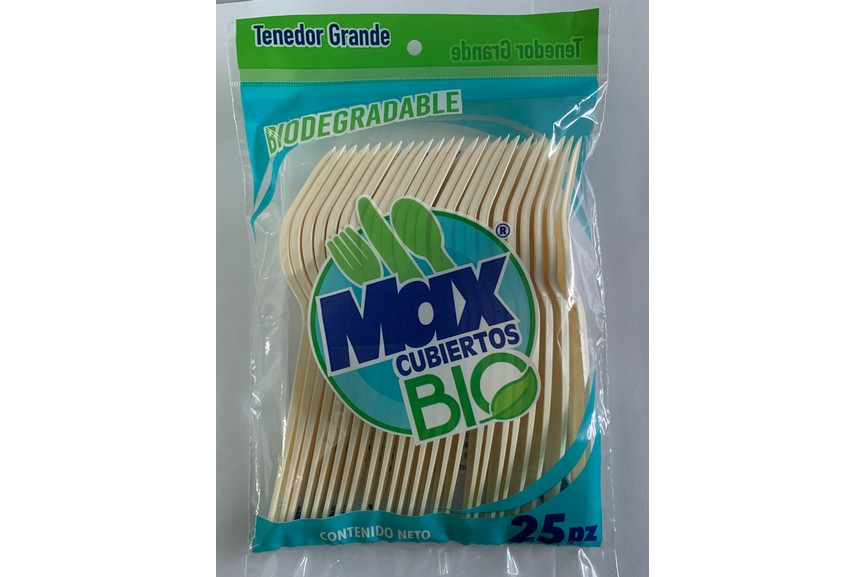 Tenedor Grande
Tenedor Grande
BIODEGRADABLE
®
Max
CUBIERTOS
BIO
CONTENIDO NETO
25 pz